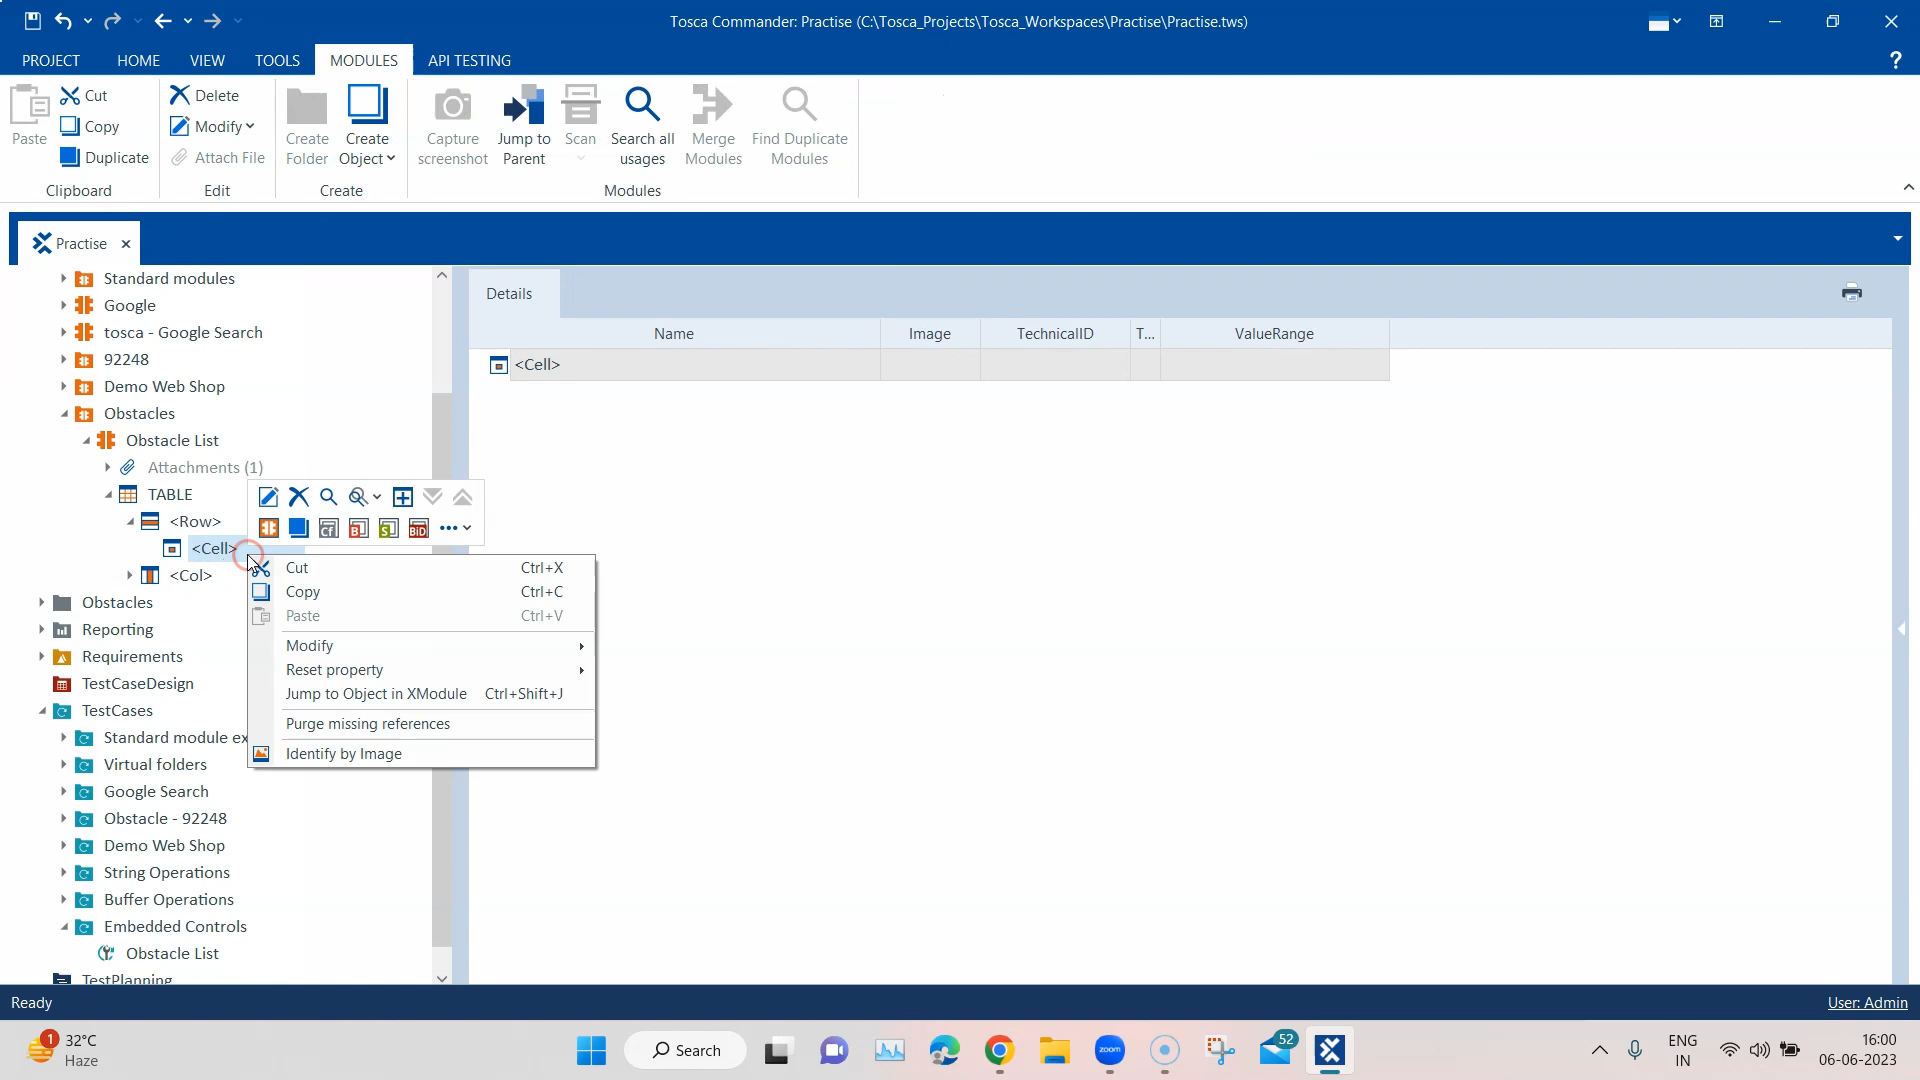 Tosca Commander: Practise (C:\Tosca_Projects\Tosca_Workspaces\Practise\Practise.tws)
PROJECT HOME VIEW TOOLS MODULES API TESTING ?
Paste
Cut
Copy
Duplicate
Clipboard
Delete
Modify
Attach File
Edit
Create Folder
Create Object
Create
Capture screenshot
Jump to Parent
Scan
Search all usages
Merge Modules
Find Duplicate Modules
Modules
Practise
Standard modules
Google
tosca - Google Search
92248
Demo Web Shop
Obstacles
Obstacle List
Attachments (1)
TABLE
<Row>
<Cell>
<Col>
Obstacles
Reporting
Requirements
TestCaseDesign
TestCases
Standard module ex
Virtual folders
Google Search
Obstacle - 92248
Demo Web Shop
String Operations
Buffer Operations
Embedded Controls
Obstacle List
TestPlanning
Cf B S BiD
Cut Ctrl+X
Copy Ctrl+C
Paste Ctrl+V
Modify
Reset property
Jump to Object in XModule Ctrl+Shift+J
Purge missing references
Identify by Image
Details
Name Image TechnicalID T... ValueRange
<Cell>
Ready
User: Admin
1
32°C
Haze
Search
zoom
52
ENG
IN
16:00
06-06-2023